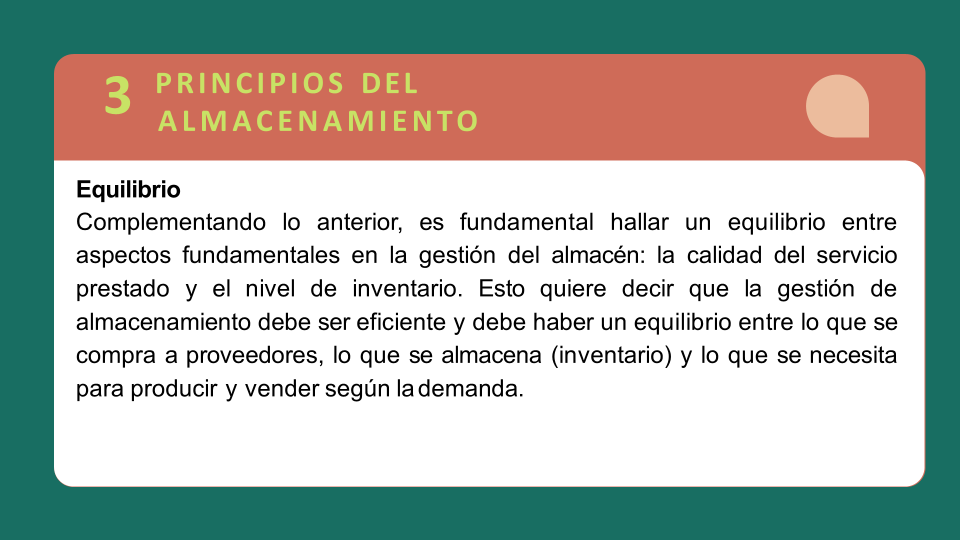 3 PRINCIPIOS DEL
ALMACENAMIENTO
Equilibrio
Complementando lo anterior, es fundamental hallar un equilibrio entre
aspectos fundamentales en la gestión del almacén: la calidad del servicio
prestado y el nivel de inventario. Esto quiere decir que la gestión de
almacenamiento debe ser eficiente y debe haber un equilibrio entre lo que se
compra a proveedores, lo que se almacena (inventario) y lo que se necesita
para producir y vender según la demanda.